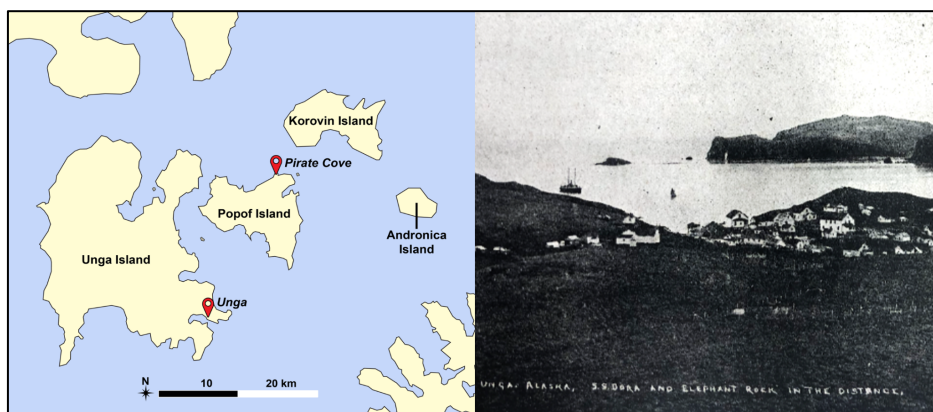 Korovin Island
Pirate Cove
Popof Island
Andronica
Island
Unga Island
Unga
N
10 20 km
UNGA. ALASKA, S.S. DORA AND ELEPHANT ROCK IN THE DISTANCE.